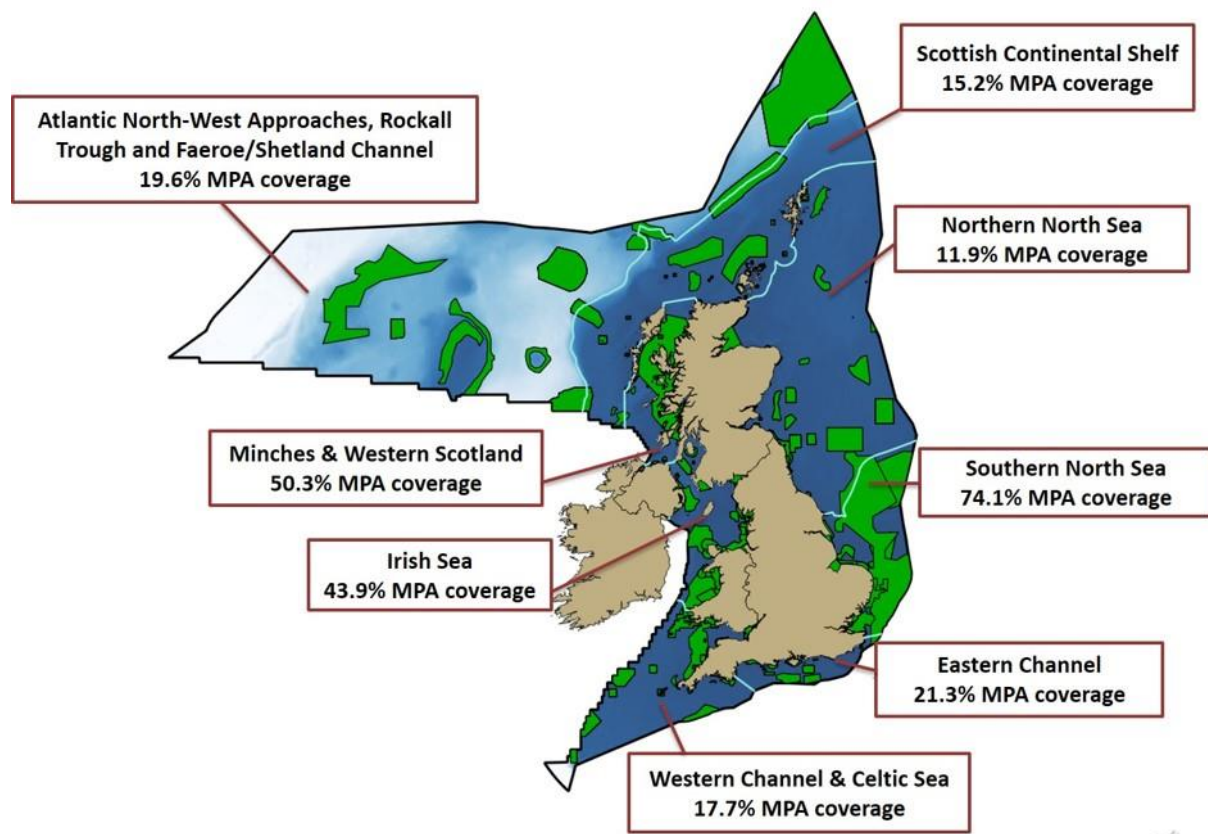 Scottish Continental Shelf
15.2% MPA coverage
Atlantic North-West Approaches, Rockall
Trough and Faeroe/Shetland Channel
19.6% MPA coverage
Northern North Sea
11.9% MPA coverage
Minches & Western Scotland
50.3% MPA coverage
Southern North Sea
74.1% MPA coverage
Irish Sea
43.9% MPA coverage
Eastern Channel
21.3% MPA coverage
Western Channel & Celtic Sea
17.7% MPA coverage